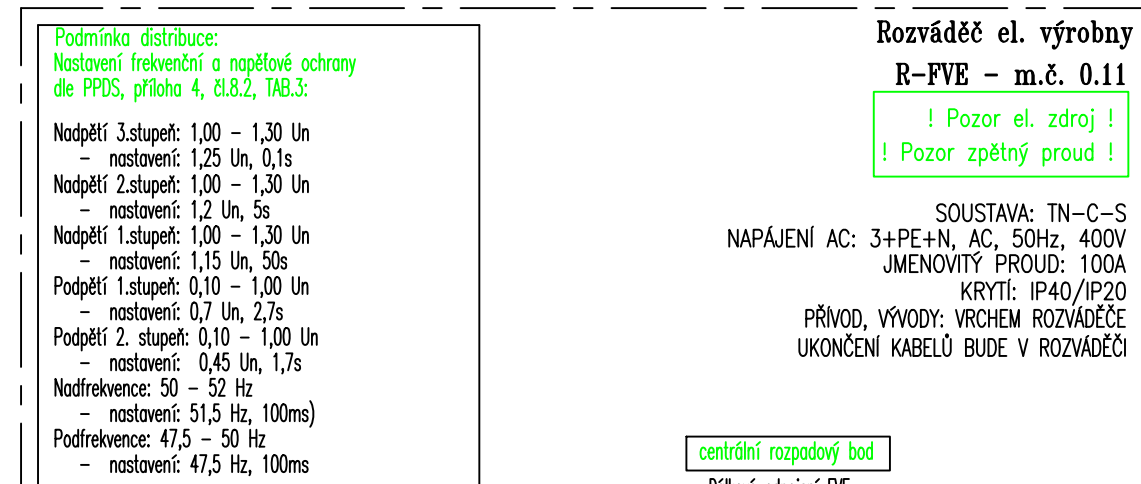 Podmínka distribuce:
Nastavení frekvenční a napěťové ochrany
dle PPDS, příloha 4, čl.8.2, TAB.3:
Nadpětí 3.stupeň: 1,00 – 1,30 Un
– nastavení: 1,25 Un, 0,1s
Nadpětí 2.stupeň: 1,00 – 1,30 Un
– nastavení: 1,2 Un, 5s
Nadpětí 1.stupeň: 1,00 – 1,30 Un
– nastavení: 1,15 Un, 50s
Podpětí 1.stupeň: 0,10 – 1,00 Un
– nastavení: 0,7 Un, 2,7s
Podpětí 2. stupeň: 0,10 – 1,00 Un
– nastavení: 0,45 Un, 1,7s
Nadfrekvence: 50 – 52 Hz
– nastavení: 51,5 Hz, 100ms)
Podfrekvence: 47,5 – 50 Hz
– nastavení: 47,5 Hz, 100ms
Rozváděč el. výrobny
R–FVE – m.č. 0.11
! Pozor el. zdroj !
! Pozor zpětný proud !
SOUSTAVA: TN–C–S
NAPÁJENÍ AC: 3+PE+N, AC, 50Hz, 400V
JMENOVITÝ PROUD: 100A
KRYTÍ: IP40/IP20
PŘÍVOD, VÝVODY: VRCHEM ROZVÁDĚČE
UKONČENÍ KABELŮ BUDE V ROZVÁDĚČI
centrální rozpadový bod